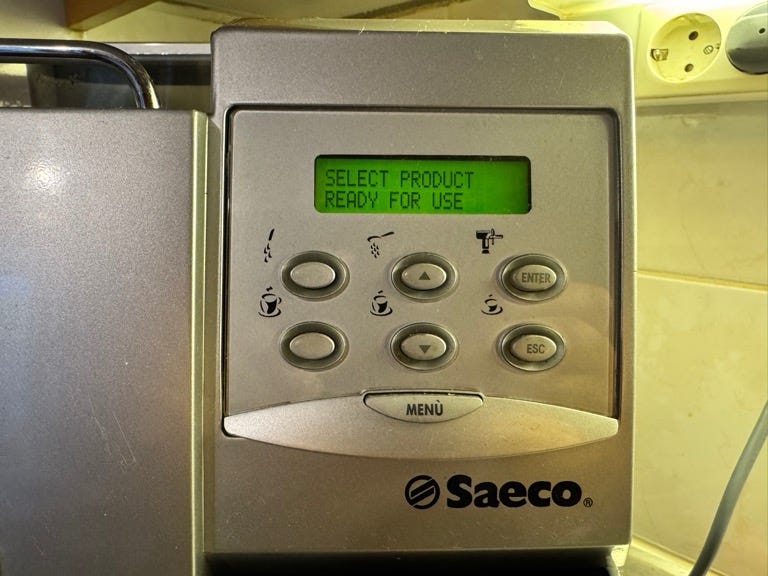 SELECT PRODUCT
READY FOR USE
ENTER
ESC
MENÙ
Saeco®